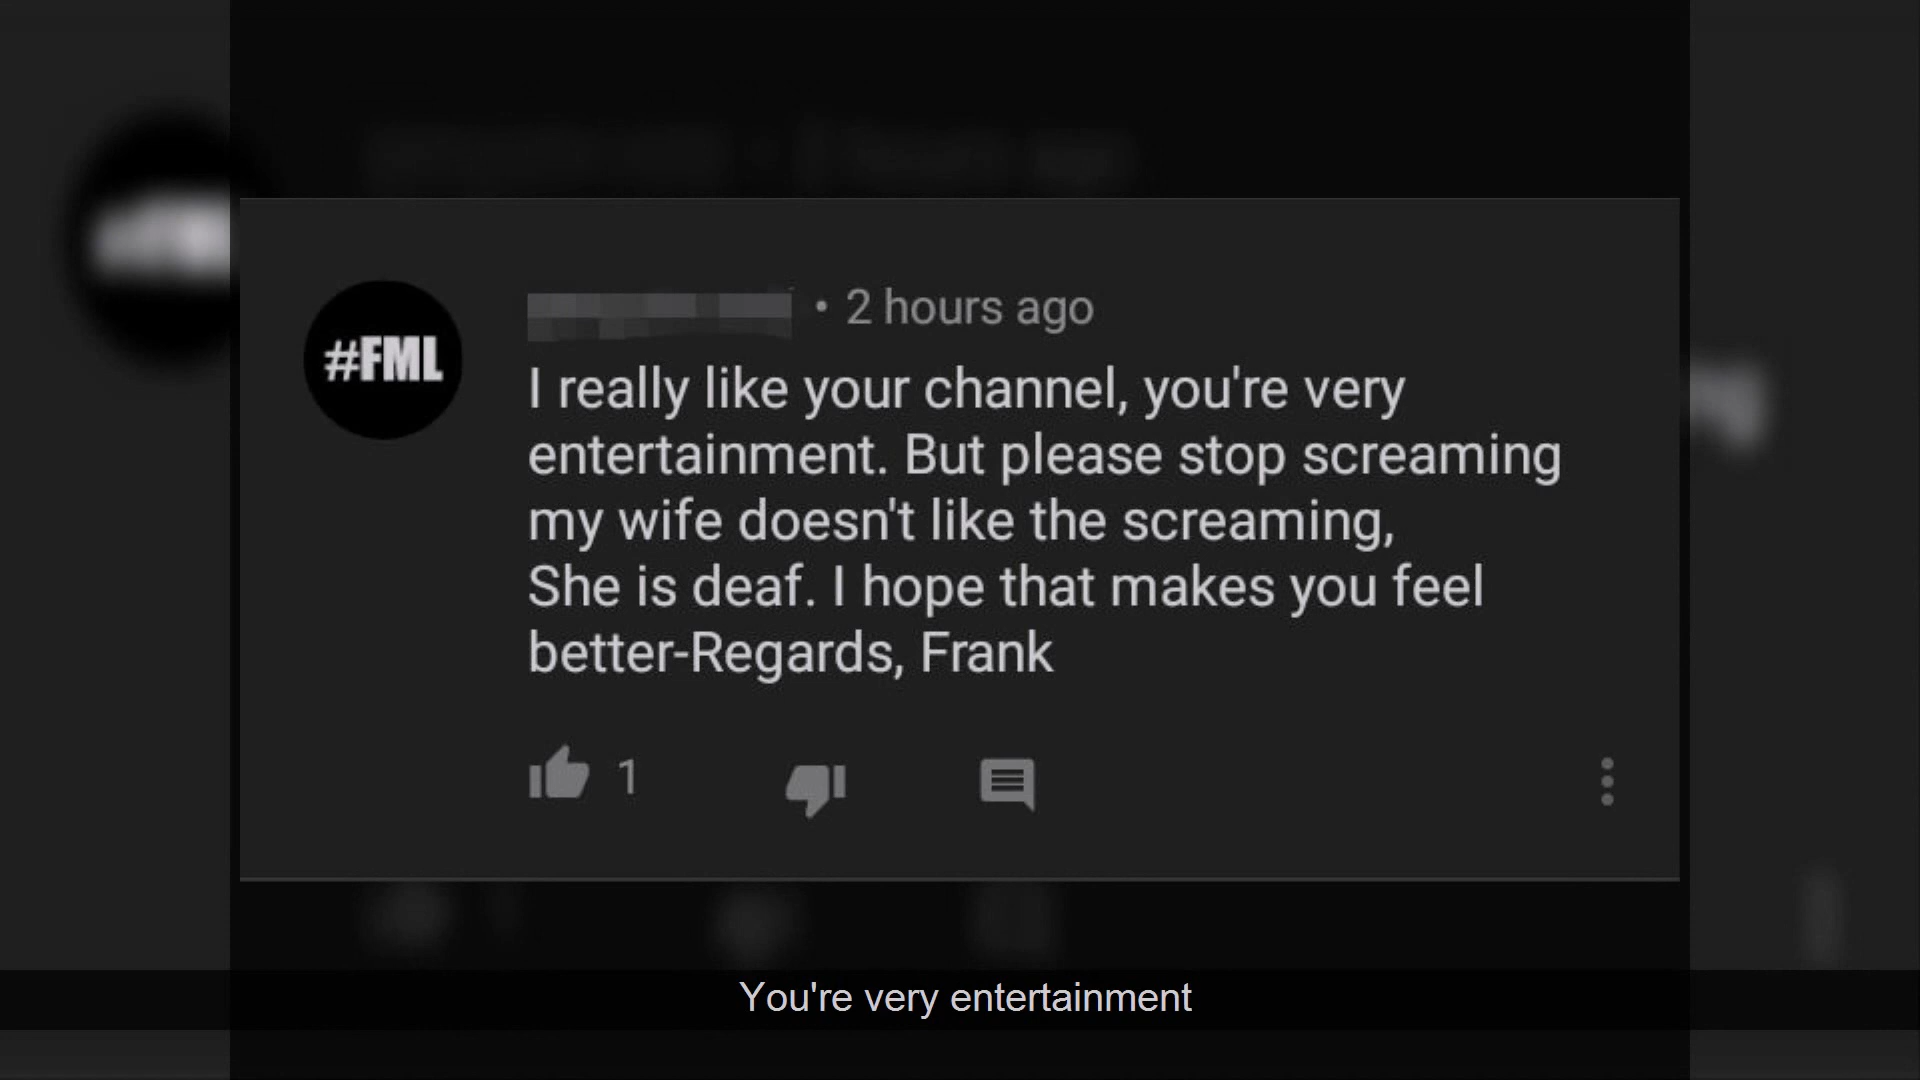 #FML
• 2 hours ago
I really like your channel, you're very
entertainment. But please stop screaming
my wife doesn't like the screaming,
She is deaf. I hope that makes you feel
better-Regards, Frank
1
You're very entertainment